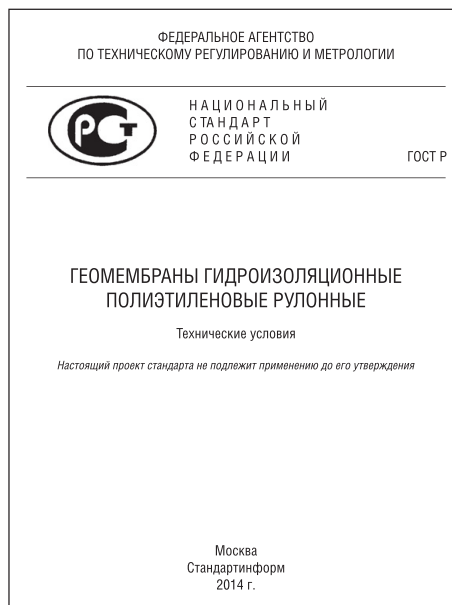 ФЕДЕРАЛЬНОЕ АГЕНТСТВО
ПО ТЕХНИЧЕСКОМУ РЕГУЛИРОВАНИЮ И МЕТРОЛОГИИ
РСТ
НАЦИОНАЛЬНЫЙ
СТАНДАРТ
РОССИЙСКОЙ
ФЕДЕРАЦИИ
ГОСТ Р
ГЕОМЕМБРАНЫ ГИДРОИЗОЛЯЦИОННЫЕ
ПОЛИЭТИЛЕНОВЫЕ РУЛОННЫЕ
Технические условия
Настоящий проект стандарта не подлежит применению до его утверждения
Москва
Стандартинформ
2014 г.